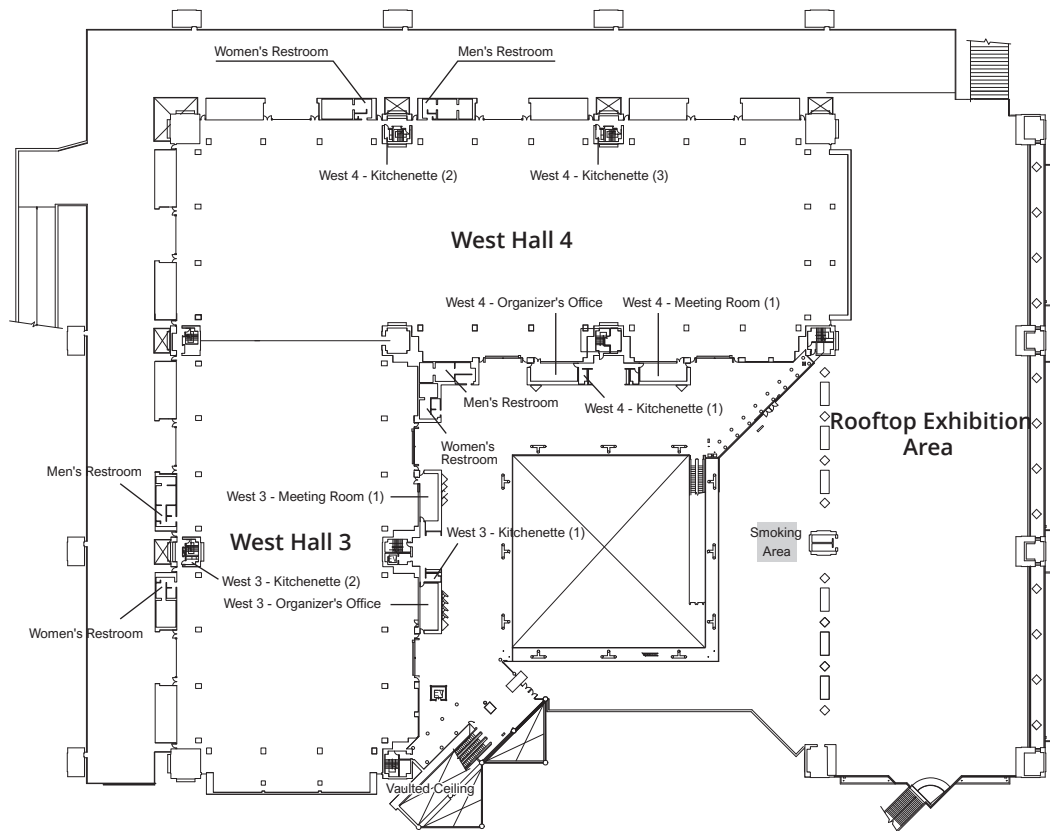 Women's Restroom
Men's Restroom
West 4 - Kitchenette (2)
West 4 - Kitchenette (3)
West Hall 4
West 4 - Organizer's Office
West 4 - Meeting Room (1)
Men's Restroom
West 4 - Kitchenette (1)
Rooftop Exhibition
Area
Women's
Restroom
Men's Restroom
West 3 - Meeting Room (1)
West Hall 3
West 3 - Kitchenette (1)
Smoking
Area
West 3 - Kitchenette (2)
West 3 - Organizer's Office
Women's Restroom
Vaulted Ceiling